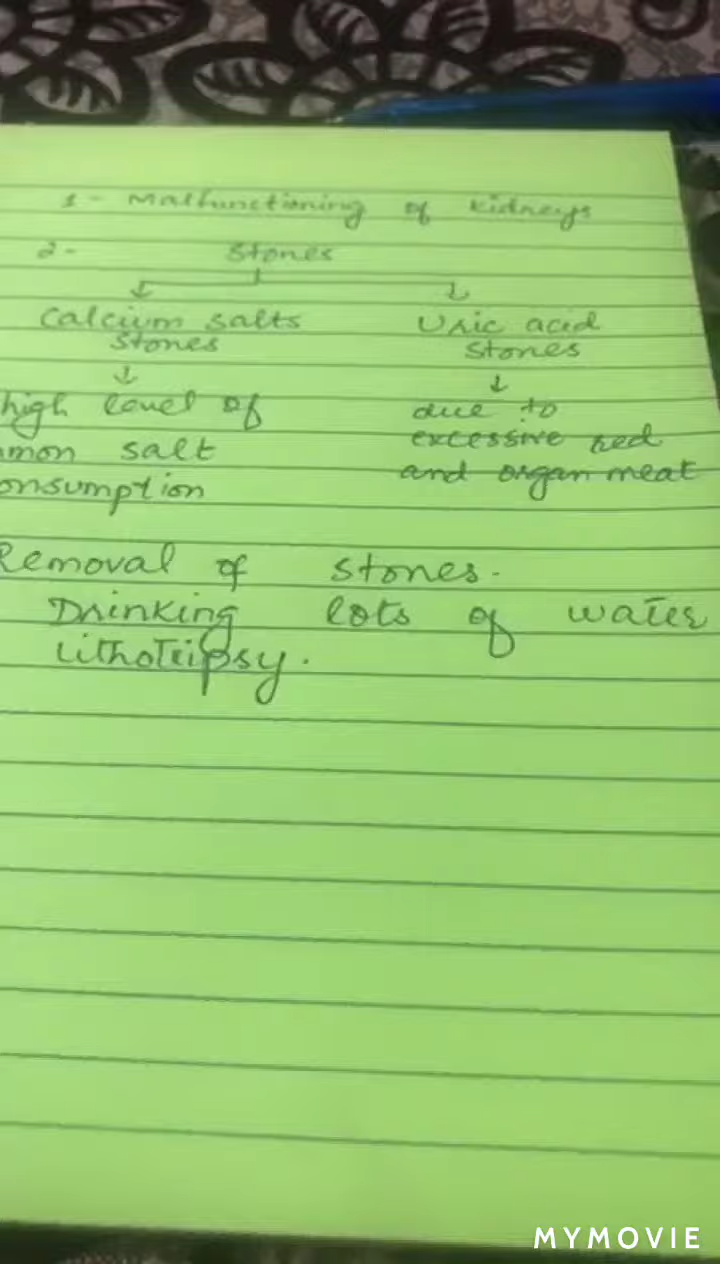 1- Malfunctioning of kidneys
2- Stones
Calcium salts stones
Uric acid stones
high level of
mmon salt
onsumption
due to
excessive red
and organ meat
Removal of stones.
Drinking lots of water
Lithotripsy.
MYMOVIE